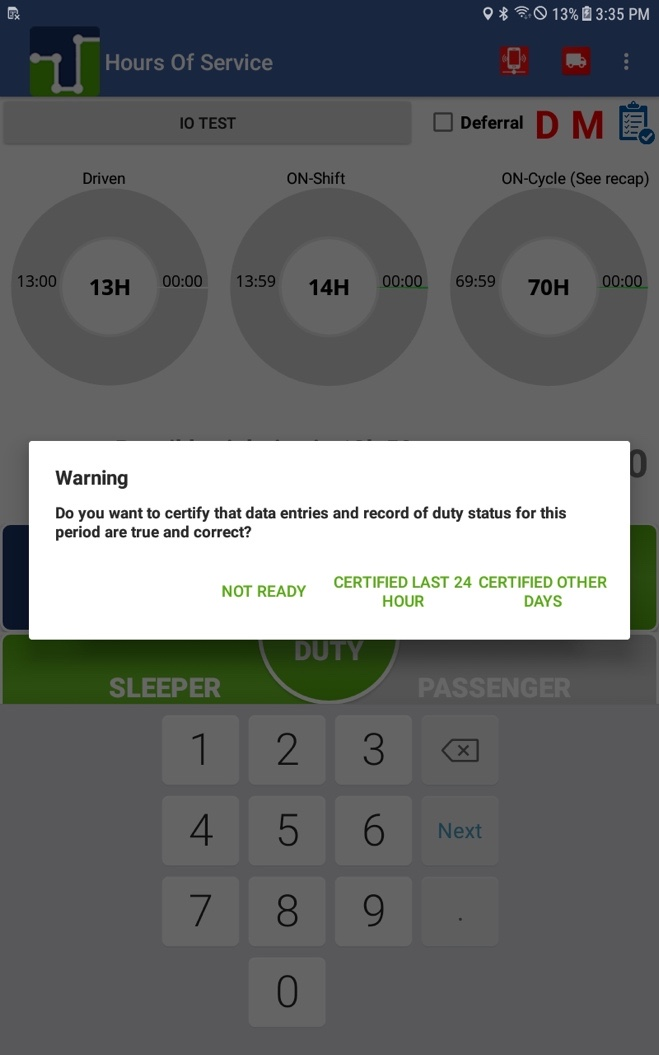 13% 3:35 PM
Hours Of Service
IO TEST
Deferral
D M
Driven
ON-Shift
ON-Cycle (See recap)
13:00 13H 00:00
13:59 14H 00:00
69:59 70H 00:00
0
Warning
Do you want to certify that data entries and record of duty status for this
period are true and correct?
NOT READY
CERTIFIED LAST 24
HOUR
CERTIFIED OTHER
DAYS
DUTY
SLEEPER
PASSENGER
1 2 3
4 5 6 Next
7 8 9 .
0